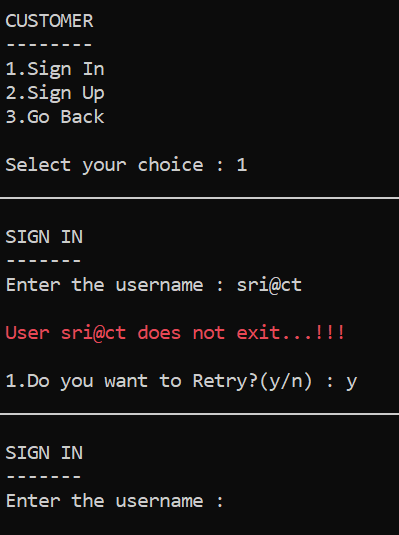 CUSTOMER
--------
1.Sign In
2.Sign Up
3.Go Back
Select your choice : 1
SIGN IN
-------
Enter the username : sri@ct
User sri@ct does not exit...!!!
1.Do you want to Retry?(y/n) : y
SIGN IN
-------
Enter the username :